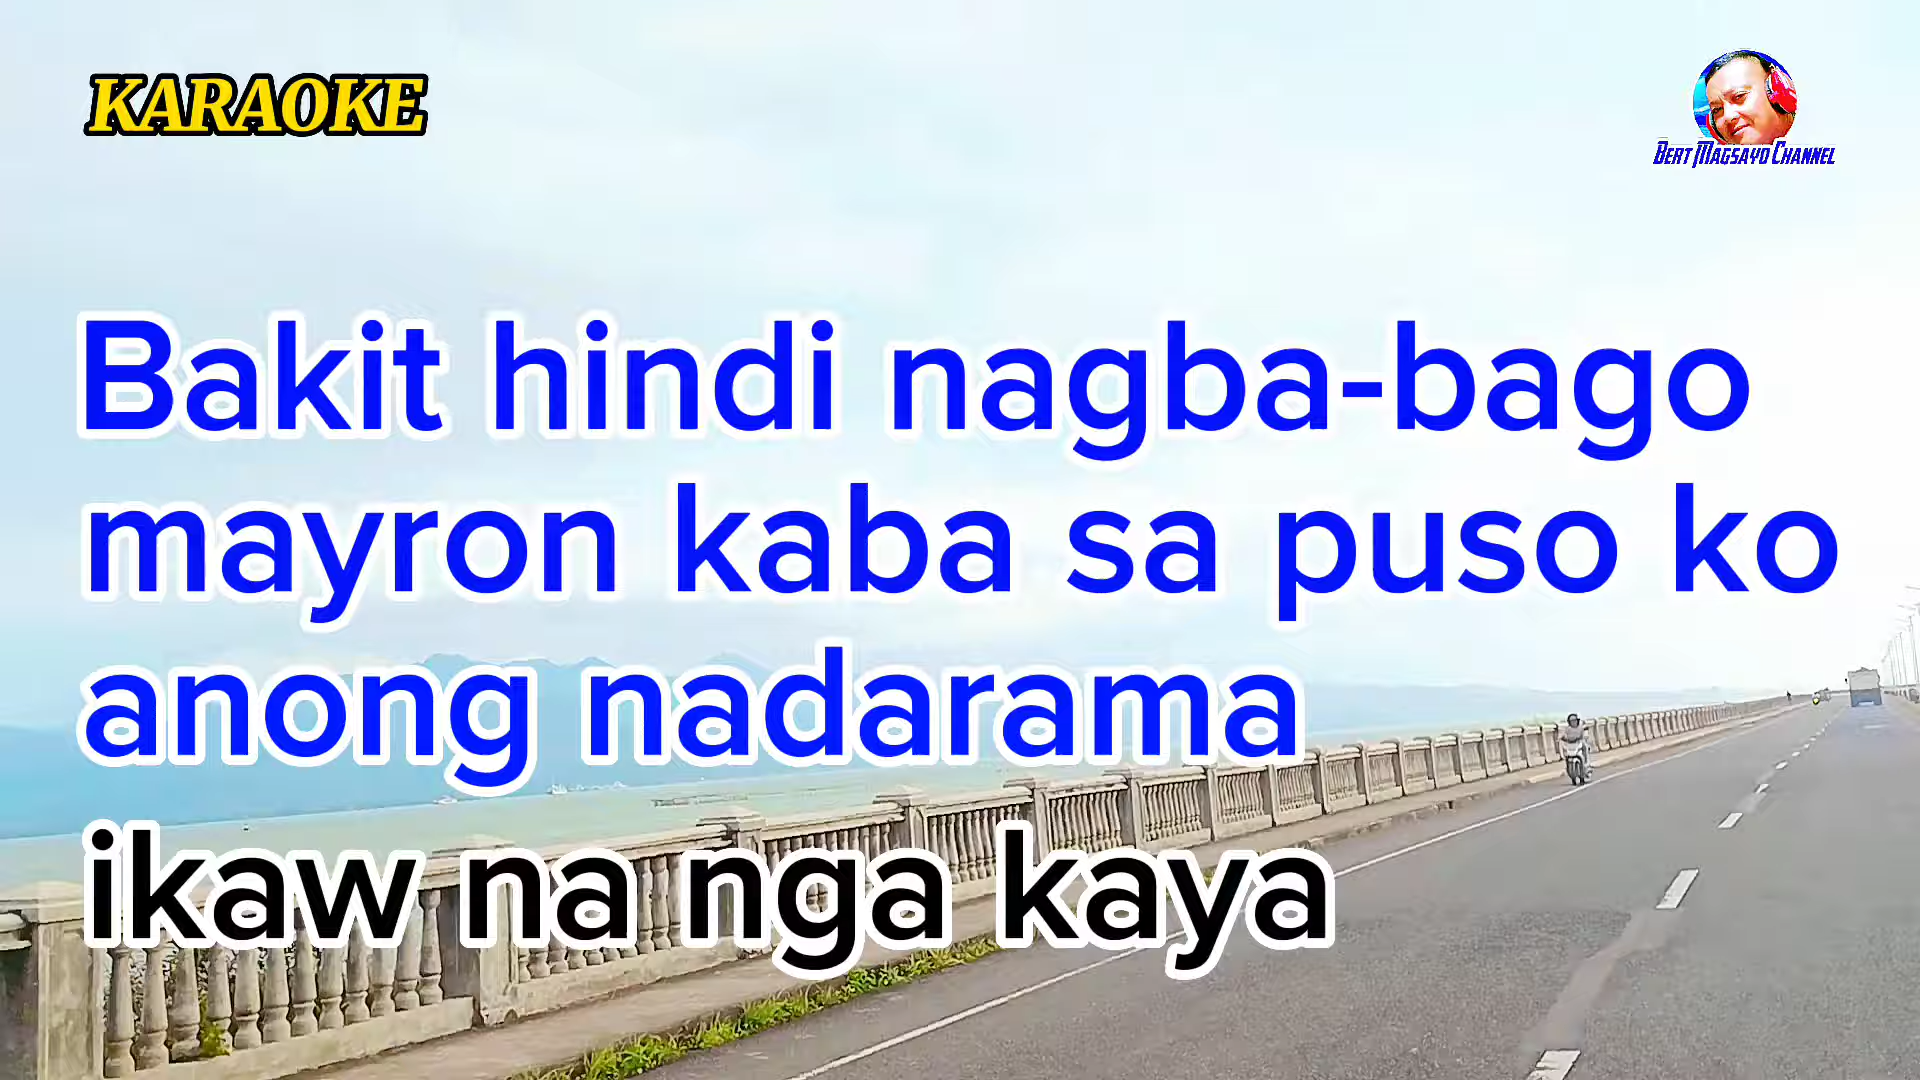 KARAOKE
BERT MAGSAYO CHANNEL
Bakit hindi nagba-bago
mayron kaba sa puso ko
anong nadarama
ikaw na nga kaya